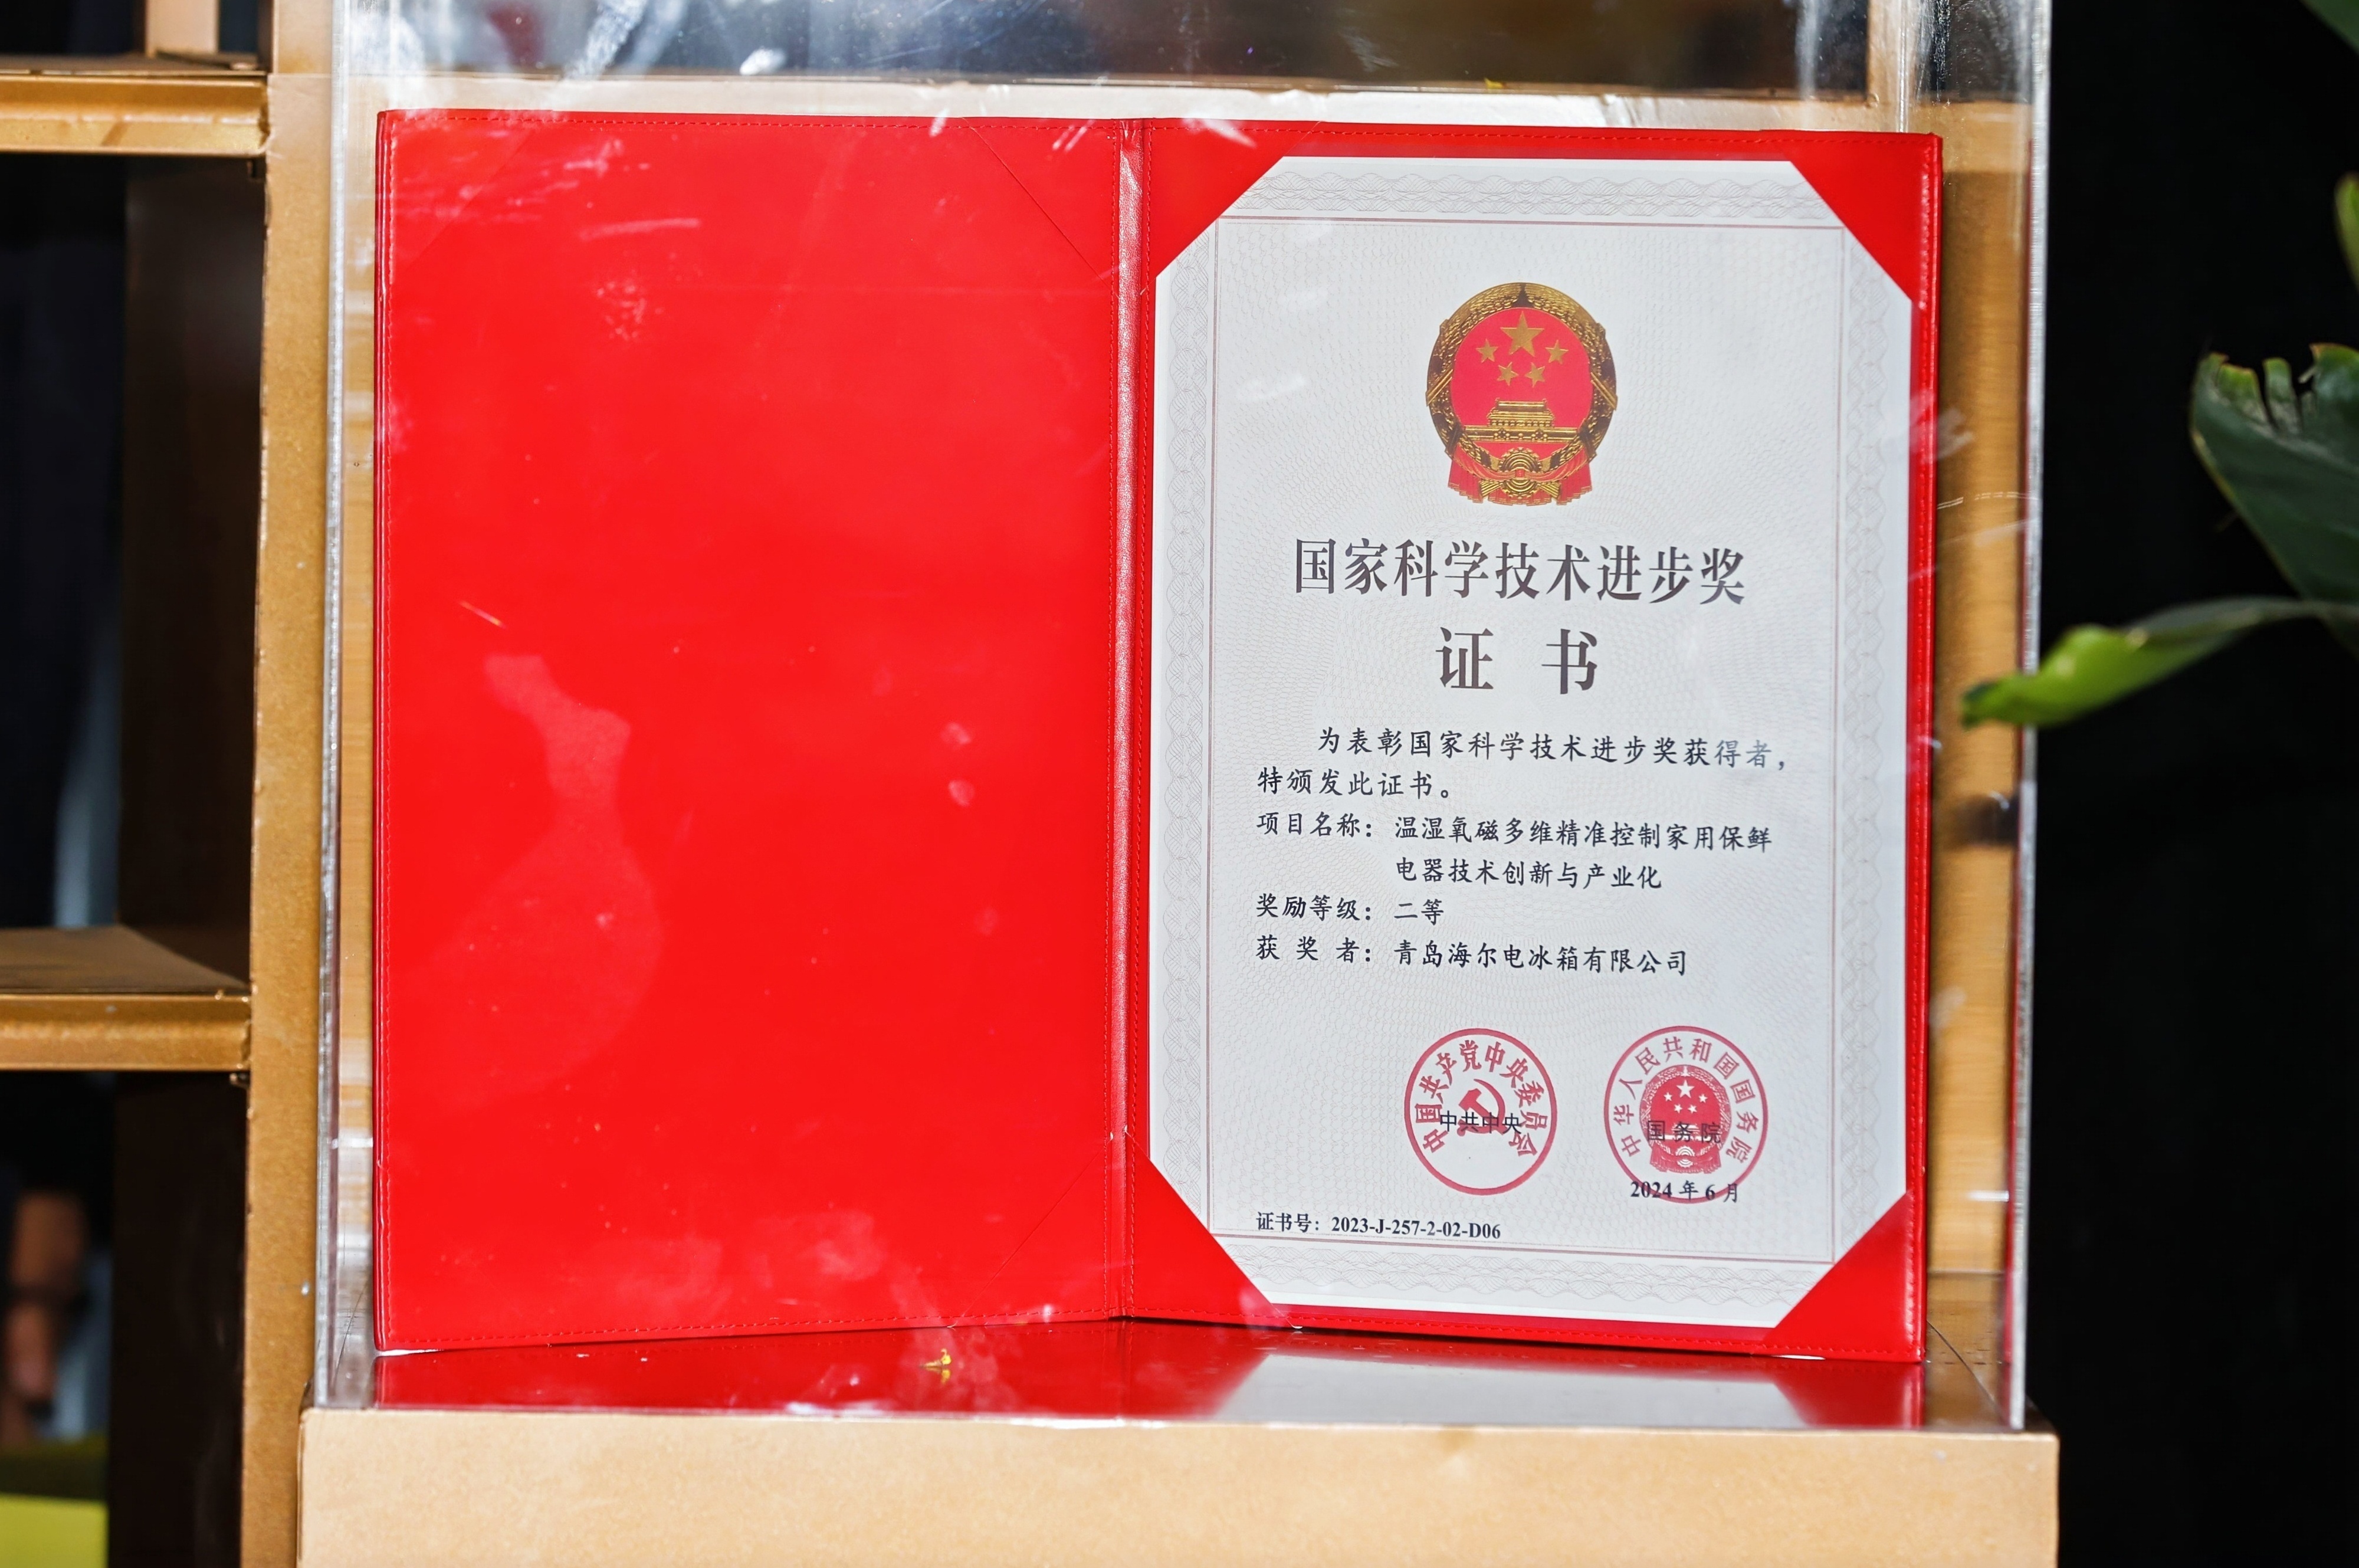 国家科学技术进步奖
证 书
为表彰国家科学技术进步奖获得者，
特颁发此证书。
项目名称：温湿氧磁多维精准控制家用保鲜
电器技术创新与产业化
奖励等级：二等
获 奖 者：青岛海尔电冰箱有限公司
中国共产党中央委员会
中共中央
中华人民共和国国务院
国务院
2024 年 6 月
证书号：2023-J-257-2-02-D06